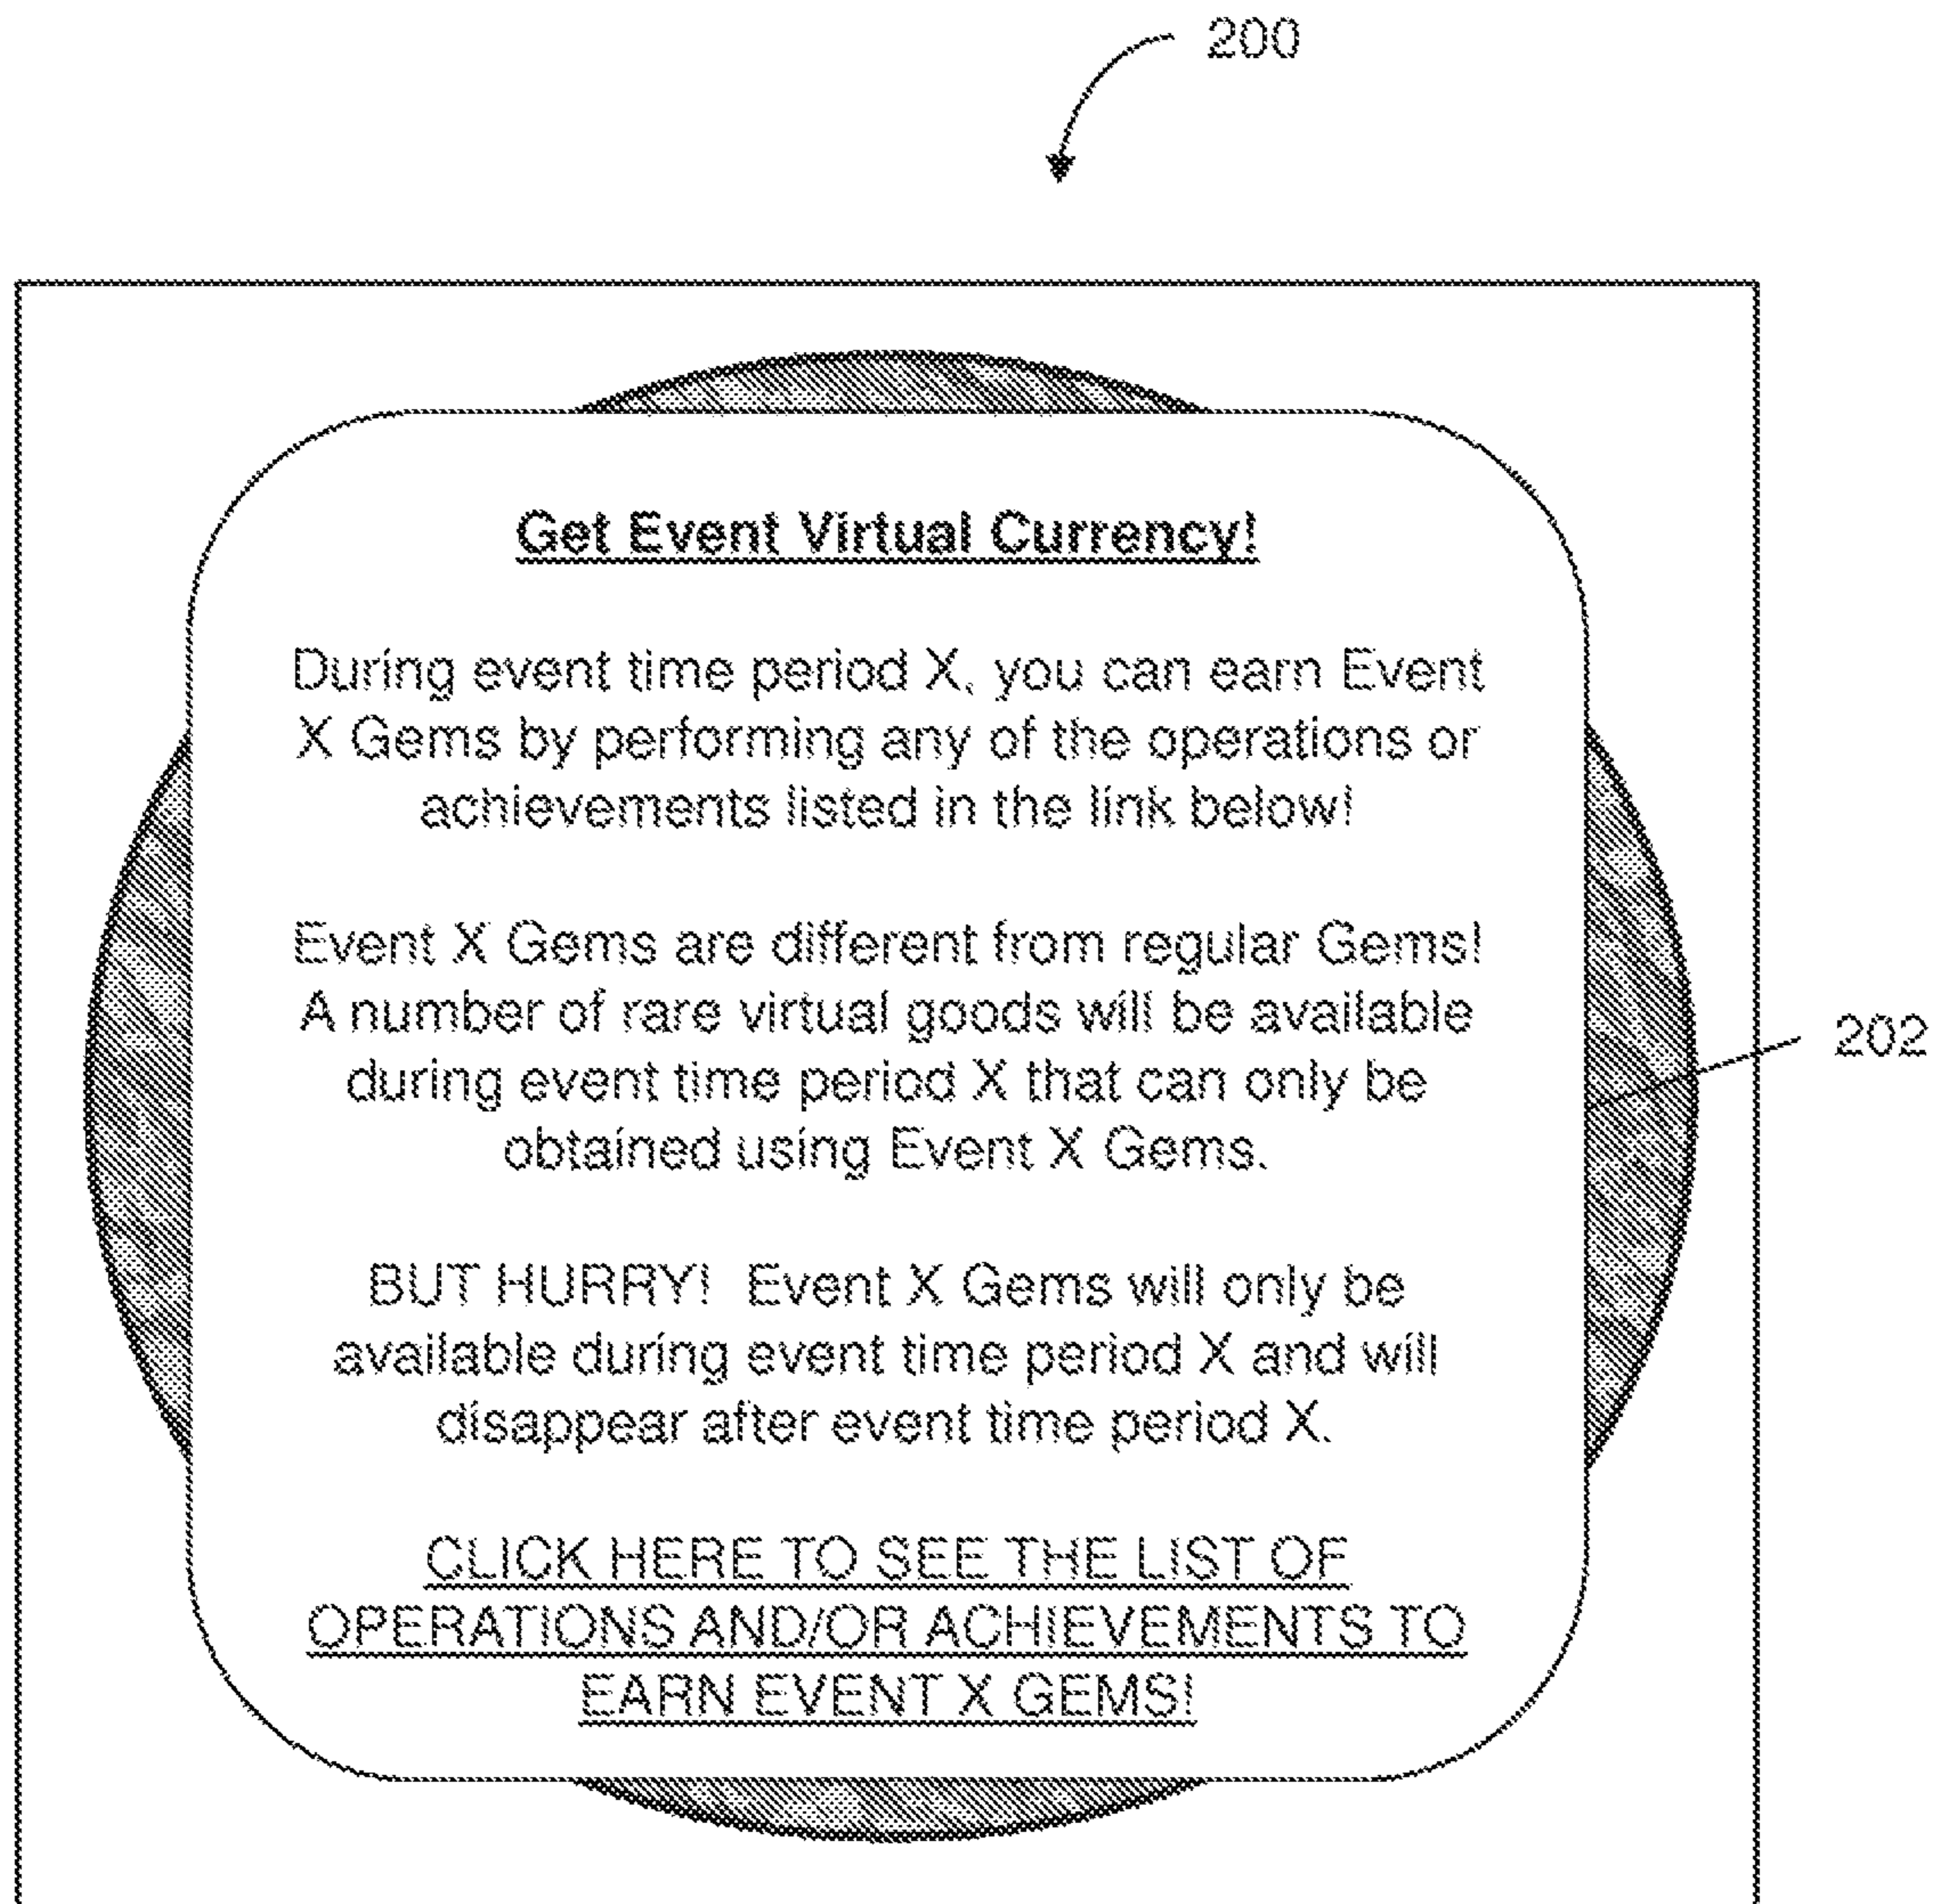 200
Get Event Virtual Currency!
During event time period X, you can earn Event
X Gems by performing any of the operations or
achievements listed in the link below!
Event X Gems are different from regular Gems!
A number of rare virtual goods will be available
during event time period X that can only be
obtained using Event X Gems.
202
BUT HURRY!  Event X Gems will only be
available during event time period X and will
disappear after event time period X.
CLICK HERE TO SEE THE LIST OF
OPERATIONS AND/OR ACHIEVEMENTS TO
EARN EVENT X GEMS!